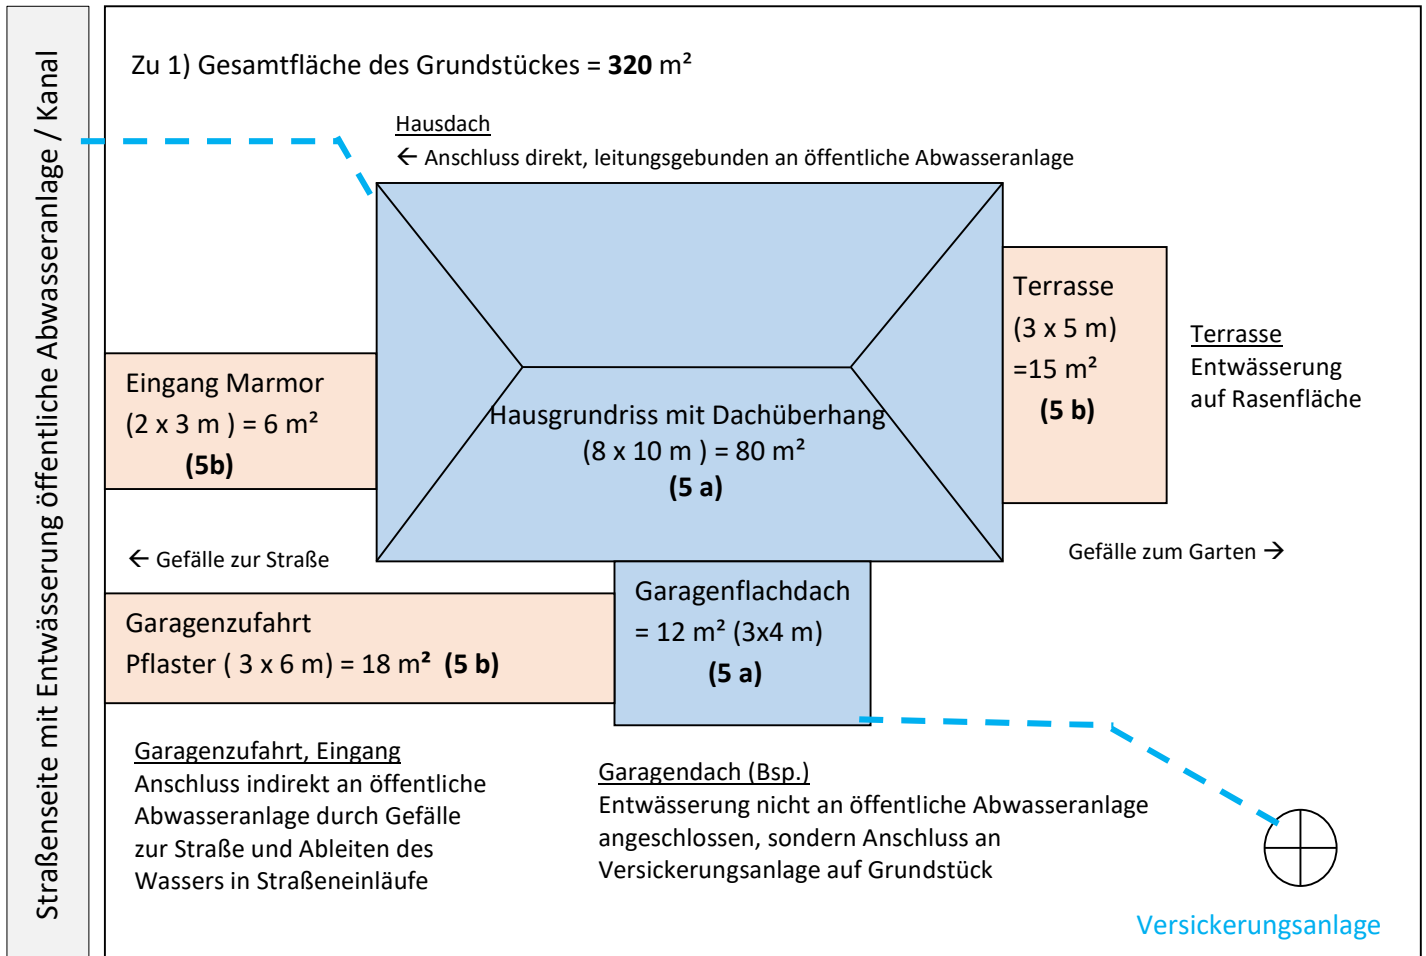 Straßenseite mit Entwässerung öffentliche Abwasseranlage / Kanal
Zu 1) Gesamtfläche des Grundstückes = 320 m²
Hausdach
← Anschluss direkt, leitungsgebunden an öffentliche Abwasseranlage
Terrasse
(3 x 5 m)
=15 m²
(5 b)
Terrasse
Entwässerung
auf Rasenfläche
Eingang Marmor
(2 x 3 m ) = 6 m²
(5b)
Hausgrundriss mit Dachüberhang
(8 x 10 m ) = 80 m²
(5 a)
← Gefälle zur Straße
Gefälle zum Garten →
Garagenzufahrt
Pflaster ( 3 x 6 m) = 18 m² (5 b)
Garagenflachdach
= 12 m² (3x4 m)
(5 a)
Garagenzufahrt, Eingang
Anschluss indirekt an öffentliche
Abwasseranlage durch Gefälle
zur Straße und Ableiten des
Wassers in Straßeneinläufe
Garagendach (Bsp.)
Entwässerung nicht an öffentliche Abwasseranlage
angeschlossen, sondern Anschluss an
Versickerungsanlage auf Grundstück
Versickerungsanlage